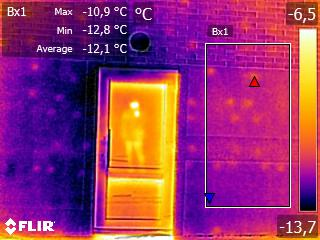 Bx1 Max -10,9 °C °C
Min -12,8 °C
Average -12,1 °C
-6,5
Bx1
FLIR
-13,7